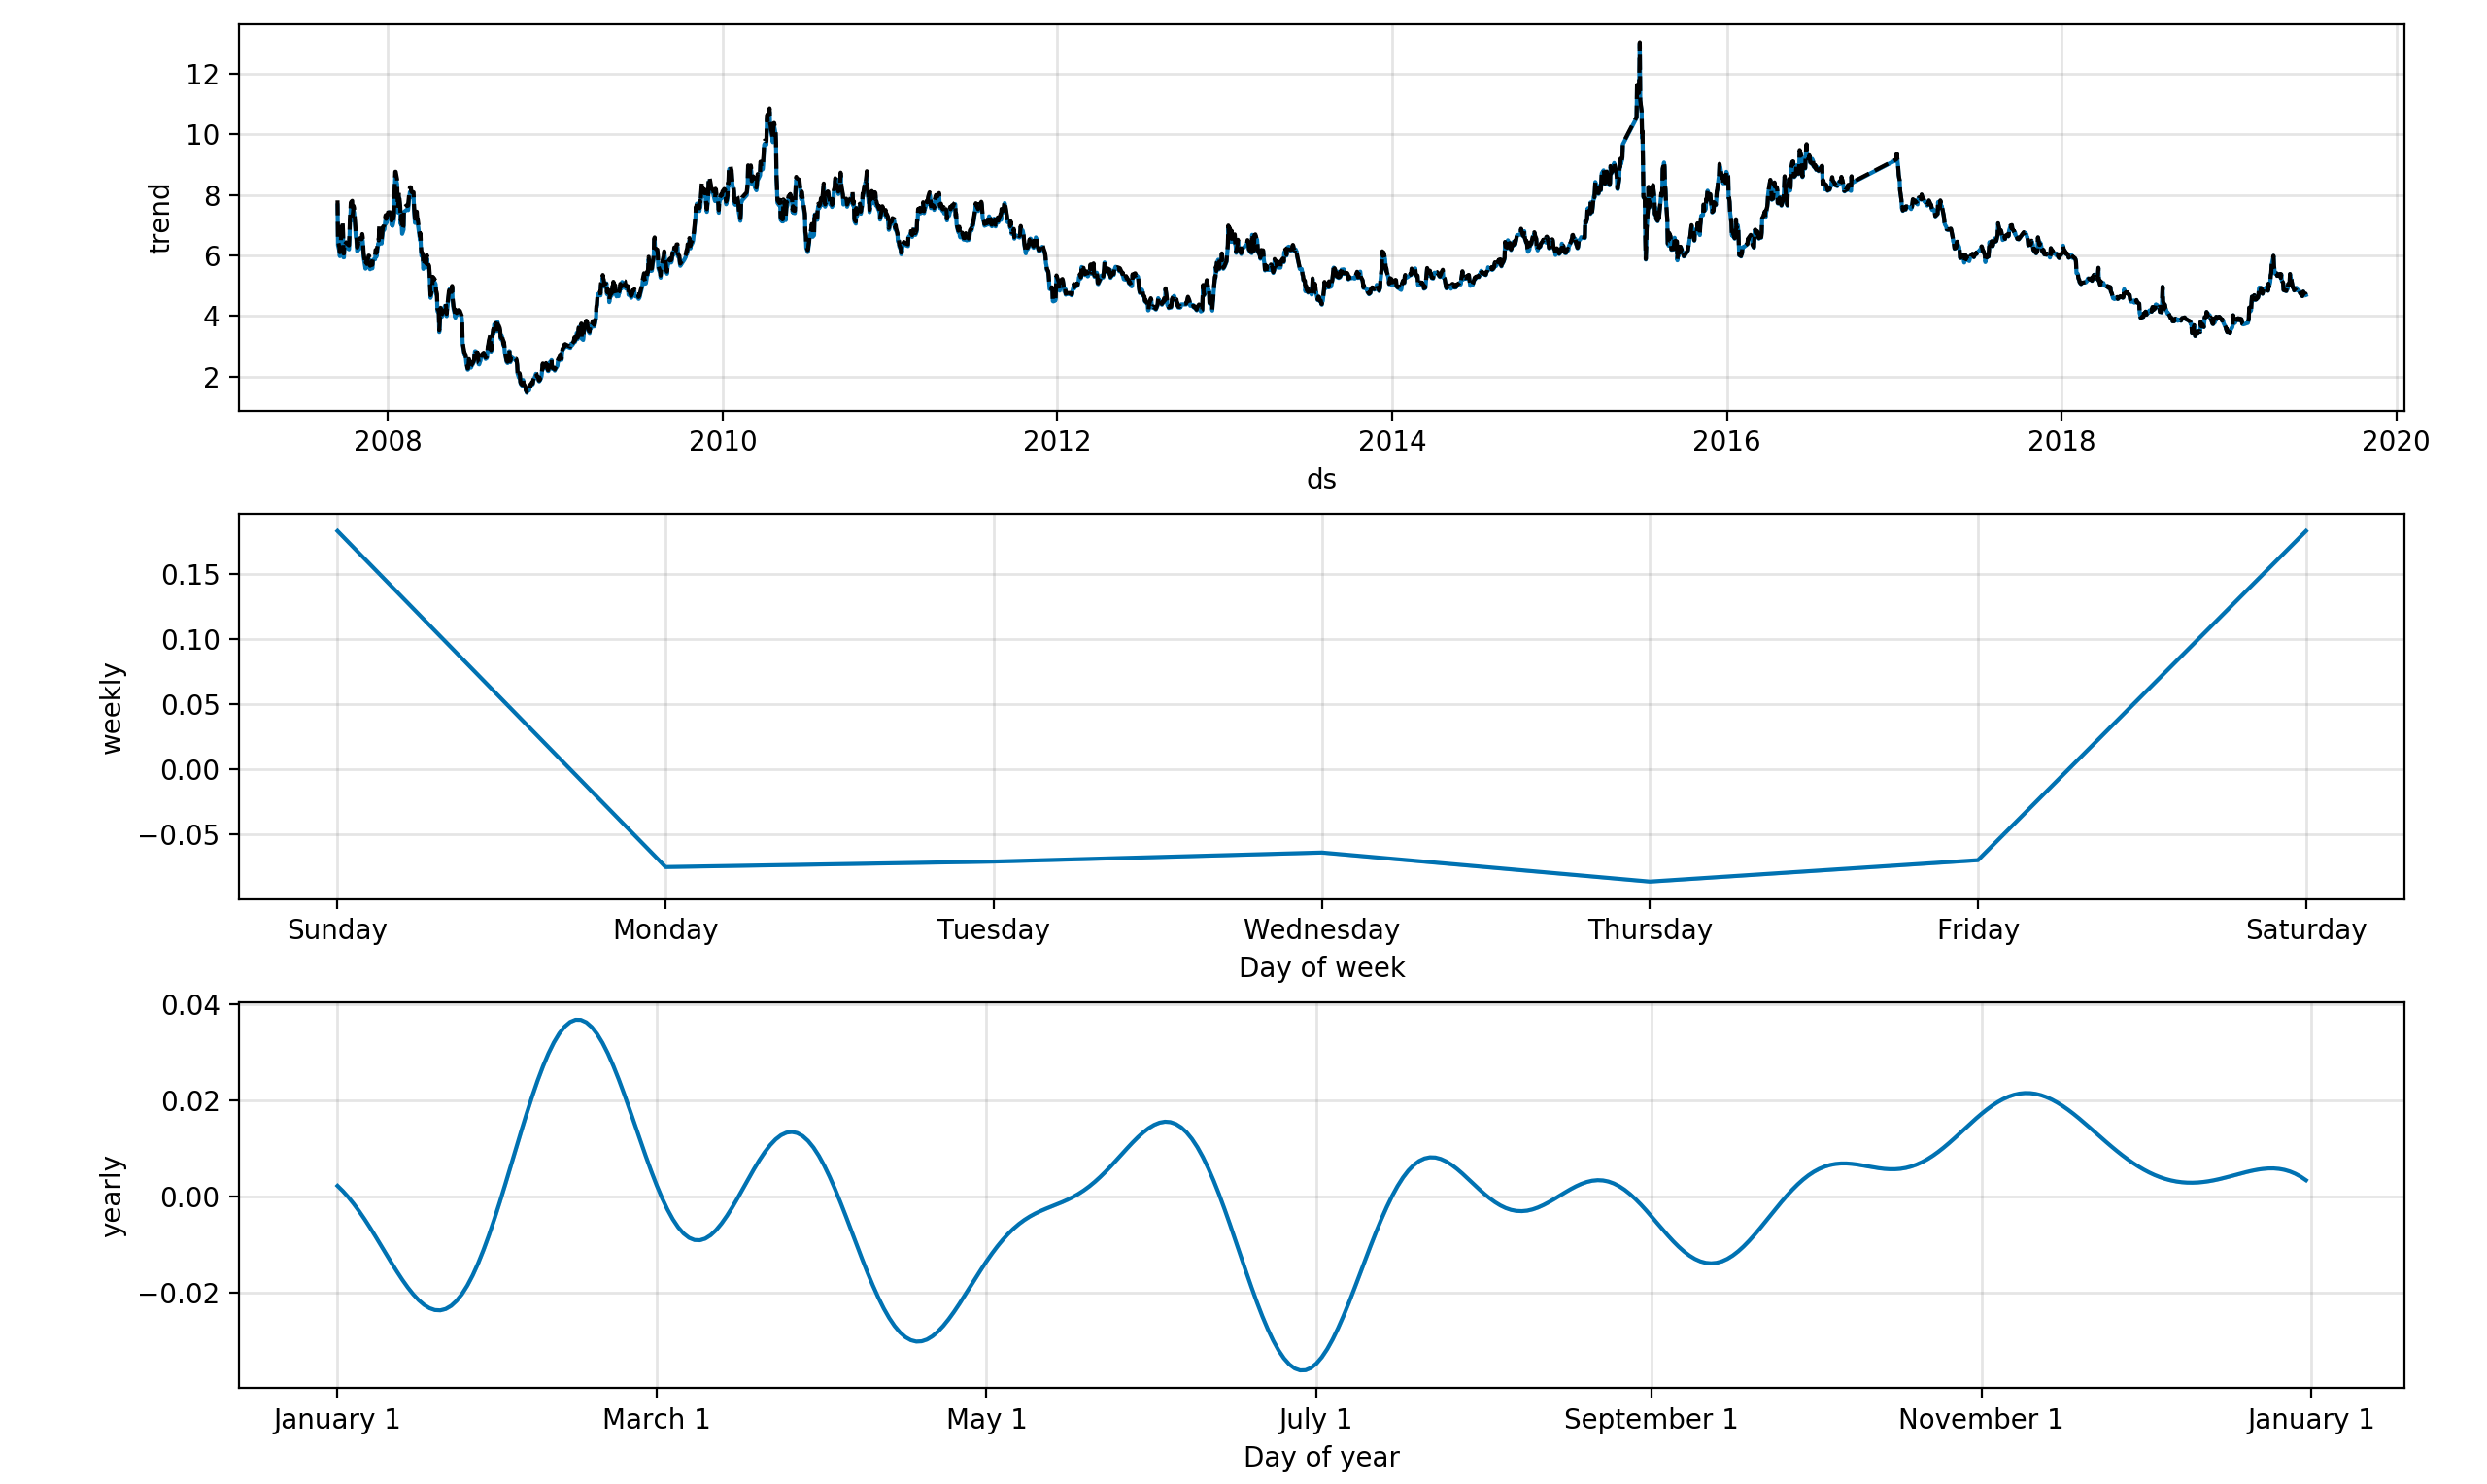 12
10
8
6
4
2
trend
2008 2010 2012 2014 2016 2018 2020
ds
0.15
0.10
0.05
0.00
−0.05
weekly
Sunday Monday Tuesday Wednesday Thursday Friday Saturday
Day of week
0.04
0.02
0.00
−0.02
yearly
January 1 March 1 May 1 July 1 September 1 November 1 January 1
Day of year